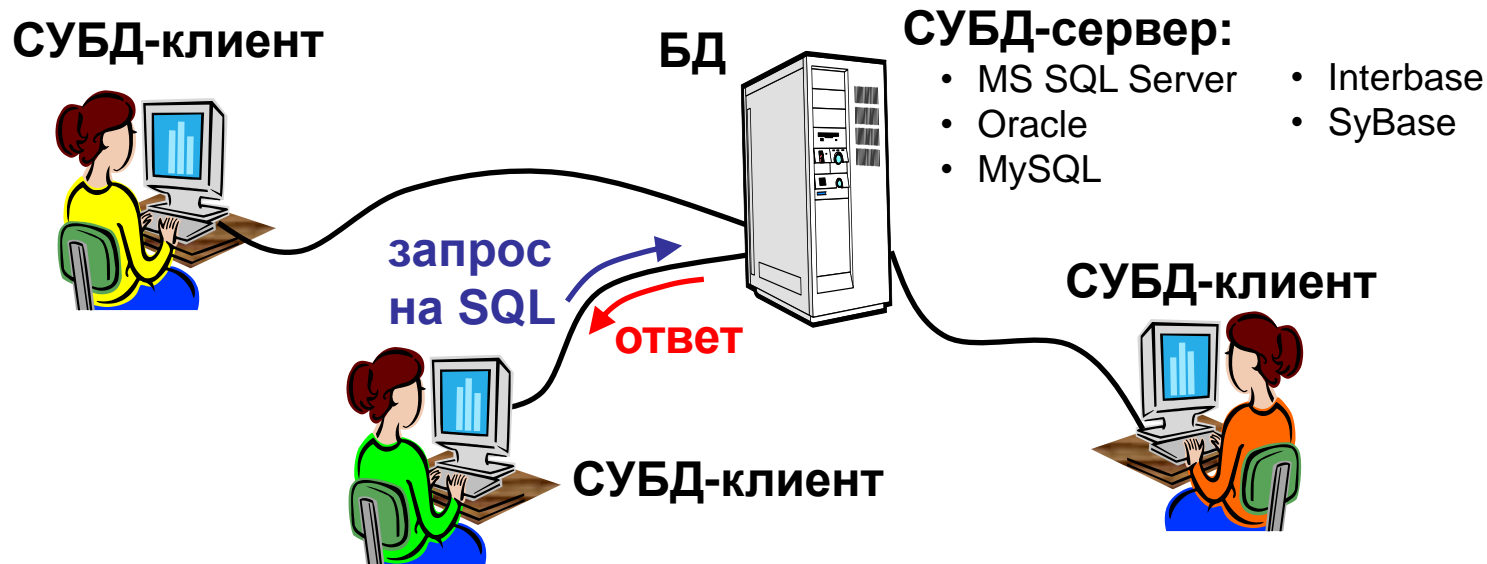 СУБД-клиент
БД
СУБД-сервер:
• MS SQL Server
• Oracle
• MySQL
• Interbase
• SyBase
запрос
на SQL
ответ
СУБД-клиент
СУБД-клиент